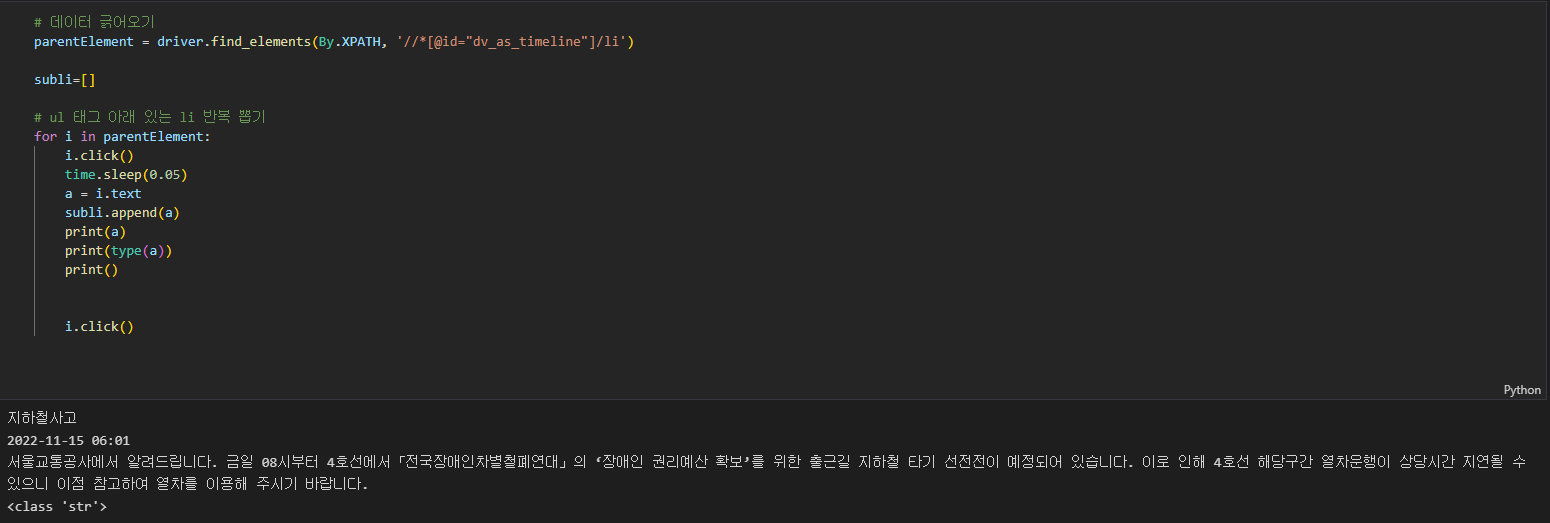 # 데이터 긁어오기
parentElement = driver.find_elements(By.XPATH, '//*[@id="dv_as_timeline"]/li')
subli=[]
# ul 태그 아래 있는 li 반복 뽑기
for i in parentElement:
    i.click()
    time.sleep(0.05)
    a = i.text
    subli.append(a)
    print(a)
    print(type(a))
    print()
    i.click()
Python
지하철사고
2022-11-15 06:01
서울교통공사에서 알려드립니다. 금일 08시부터 4호선에서「전국장애인차별철폐연대」의 ‘장애인 권리예산 확보’를 위한 출근길 지하철 타기 선전전이 예정되어 있습니다. 이로 인해 4호선 해당구간 열차운행이 상당시간 지연될 수
있으니 이점 참고하여 열차를 이용해 주시기 바랍니다.
<class 'str'>